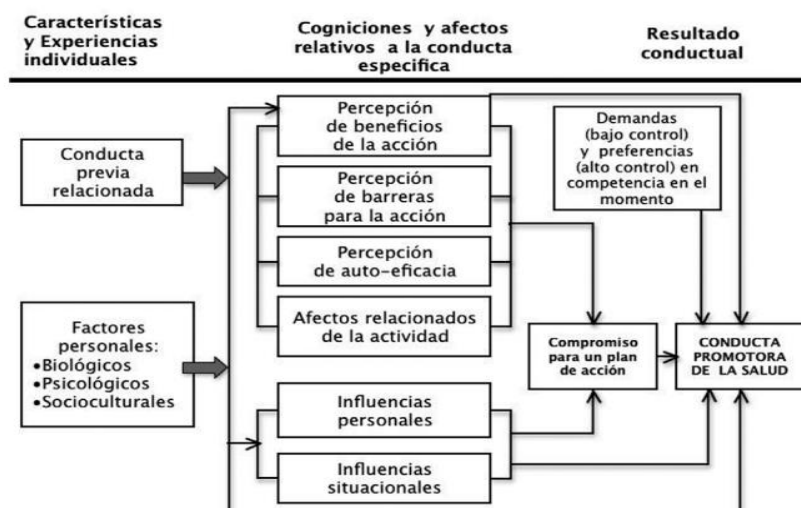 Características
y Experiencias
individuales
Cogniciones y afectos
relativos a la conducta
especifica
Resultado
conductual
Conducta
previa
relacionada
Factores
personales:
•Biológicos
•Psicológicos
•Socioculturales
Percepción
de beneficios
de la acción
Percepción
de barreras
para la acción
Percepción
de auto-eficacia
Afectos relacionados
de la actividad
Influencias
personales
Influencias
situacionales
Demandas
(bajo control)
y preferencias
(alto control) en
competencia en el
momento
Compromiso
para un plan
de acción
CONDUCTA
PROMOTORA
DE LA SALUD